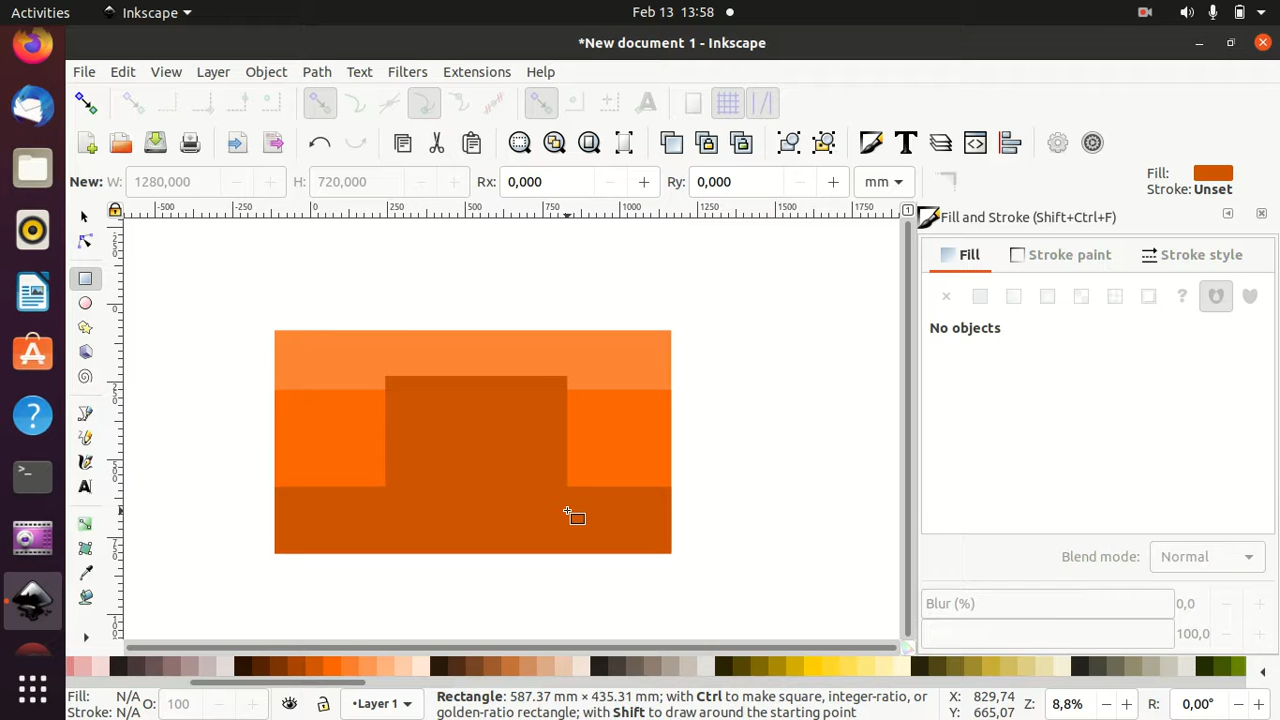 Activities
Inkscape
Feb 13 13:58
*New document 1 - Inkscape
File Edit View Layer Object Path Text Filters Extensions Help
New: W: 1280,000 − + H: 720,000 − + Rx: 0,000 − + Ry: 0,000 − + mm
Fill:
Stroke: Unset
-500 -250 0 250 500 750 1000 1250 1500 1750
Fill and Stroke (Shift+Ctrl+F)
Fill Stroke paint Stroke style
No objects
Blend mode: Normal
Blur (%) 0,0 − +
100,0 − +
Fill: N/A
Stroke: N/A
O: 100 − +
•Layer 1
Rectangle: 587.37 mm × 435.31 mm; with Ctrl to make square, integer-ratio, or
golden-ratio rectangle; with Shift to draw around the starting point
X: 829,74
Y: 665,07
Z: 8,8% − +
R: 0,00° − +